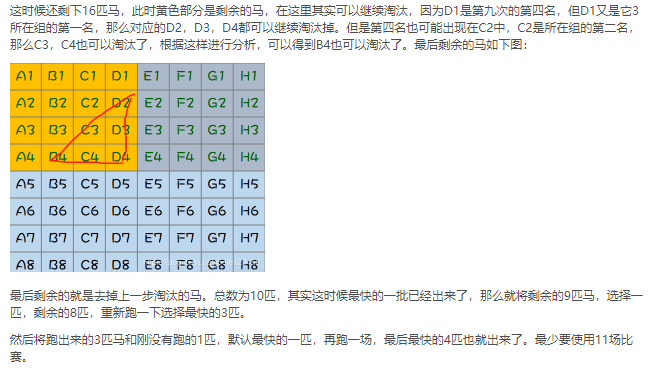 这时候还剩下16匹马，此时黄色部分是剩余的马，在这里其实可以继续淘汰，因为D1是第九次的第四名，但D1又是它3
所在组的第一名，那么对应的D2，D3，D4都可以继续淘汰掉。但是第四名也可能出现在C2中，C2是所在组的第二名，
那么C3，C4也可以淘汰了，根据这样进行分析，可以得到B4也可以淘汰了。最后剩余的马如下图：
A1 B1 C1 D1 E1 F1 G1 H1
A2 B2 C2 D2 E2 F2 G2 H2
A3 B3 C3 D3 E3 F3 G3 H3
A4 B4 C4 D4 E4 F4 G4 H4
A5 B5 C5 D5 E5 F5 G5 H5
A6 B6 C6 D6 E6 F6 G6 H6
A7 B7 C7 D7 E7 F7 G7 H7
A8 B8 C8 D8 E8 F8 G8 H8
最后剩余的就是去掉上一步淘汰的马。总数为10匹，其实这时候最快的一批已经出来了，那么就将剩余的9匹马，选择一
匹，剩余的8匹，重新跑一下选择最快的3匹。
然后将跑出来的3匹马和刚没有跑的1匹，默认最快的一匹，再跑一场，最后最快的4匹也就出来了。最少要使用11场比
赛。